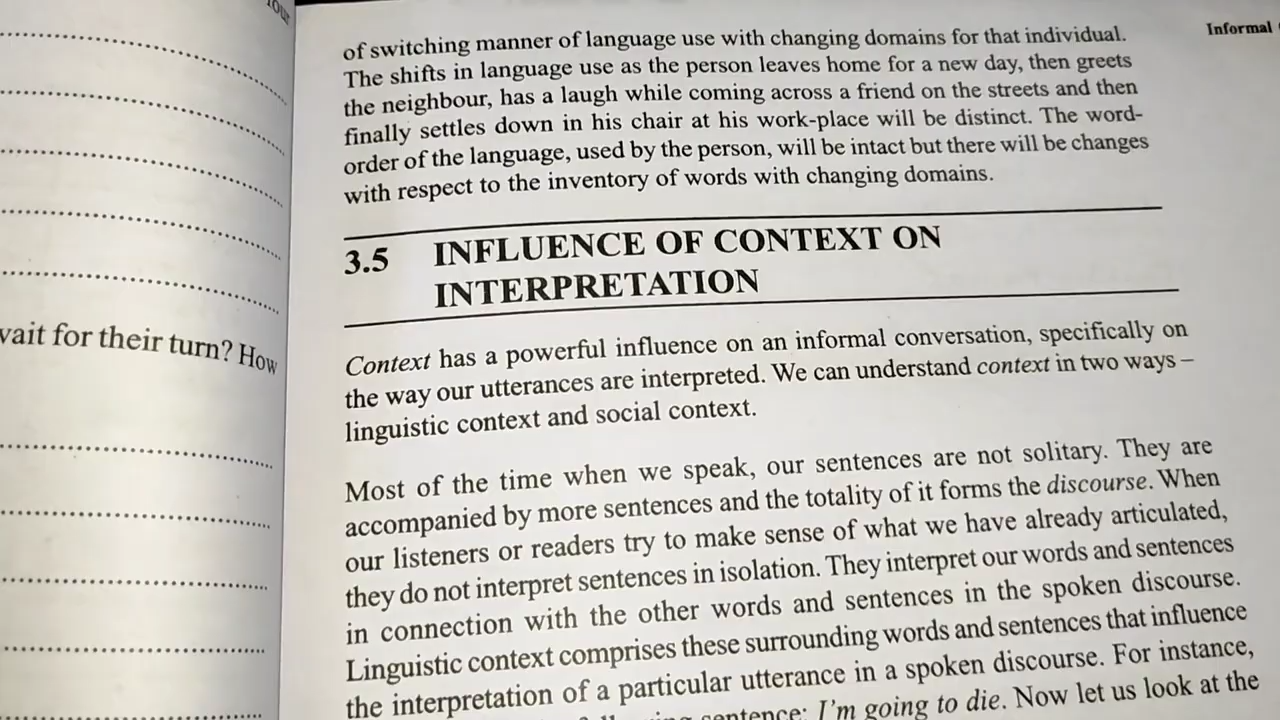 our
wait for their turn? How
Informal
of switching manner of language use with changing domains for that individual.
The shifts in language use as the person leaves home for a new day, then greets
the neighbour, has a laugh while coming across a friend on the streets and then
finally settles down in his chair at his work-place will be distinct. The word-
order of the language, used by the person, will be intact but there will be changes
with respect to the inventory of words with changing domains.
3.5 INFLUENCE OF CONTEXT ON
INTERPRETATION
Context has a powerful influence on an informal conversation, specifically on
the way our utterances are interpreted. We can understand context in two ways –
linguistic context and social context.
Most of the time when we speak, our sentences are not solitary. They are
accompanied by more sentences and the totality of it forms the discourse. When
our listeners or readers try to make sense of what we have already articulated,
they do not interpret sentences in isolation. They interpret our words and sentences
in connection with the other words and sentences in the spoken discourse.
Linguistic context comprises these surrounding words and sentences that influence
the interpretation of a particular utterance in a spoken discourse. For instance,
sentence: I'm going to die. Now let us look at the